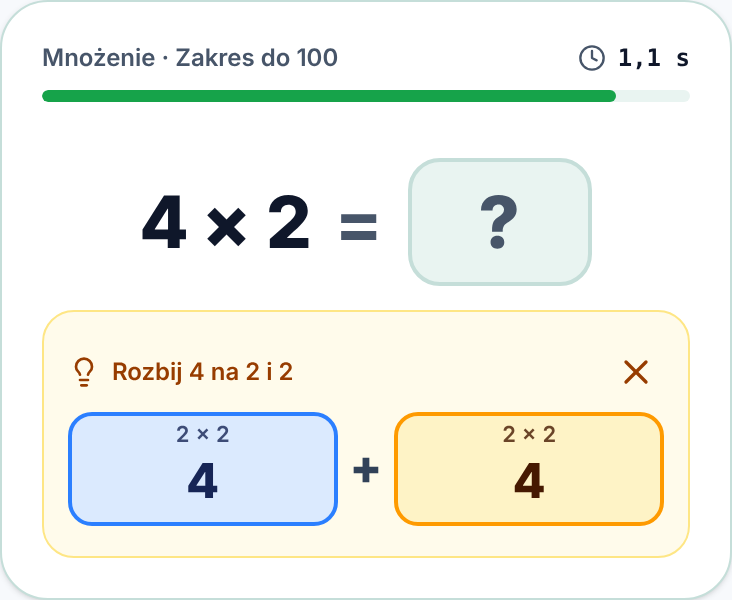 Mnożenie · Zakres do 100
1,1 s
4 × 2 = ?
Rozbij 4 na 2 i 2
2 × 2
4
+
2 × 2
4